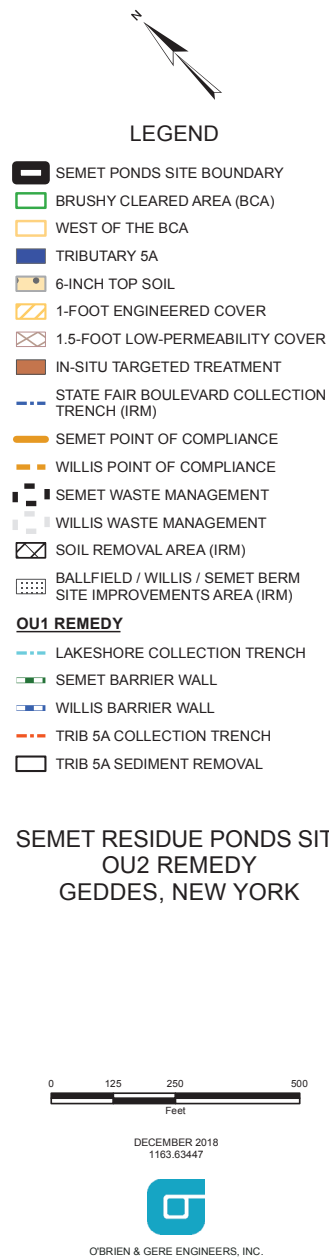 N
LEGEND
SEMET PONDS SITE BOUNDARY
BRUSHY CLEARED AREA (BCA)
WEST OF THE BCA
TRIBUTARY 5A
6-INCH TOP SOIL
1-FOOT ENGINEERED COVER
1.5-FOOT LOW-PERMEABILITY COVER
IN-SITU TARGETED TREATMENT
STATE FAIR BOULEVARD COLLECTION
TRENCH (IRM)
SEMET POINT OF COMPLIANCE
WILLIS POINT OF COMPLIANCE
SEMET WASTE MANAGEMENT
WILLIS WASTE MANAGEMENT
SOIL REMOVAL AREA (IRM)
BALLFIELD / WILLIS / SEMET BERM
SITE IMPROVEMENTS AREA (IRM)
OU1 REMEDY
LAKESHORE COLLECTION TRENCH
SEMET BARRIER WALL
WILLIS BARRIER WALL
TRIB 5A COLLECTION TRENCH
TRIB 5A SEDIMENT REMOVAL
SEMET RESIDUE PONDS SIT
OU2 REMEDY
GEDDES, NEW YORK
0 125 250 500
Feet
DECEMBER 2018
1163.63447
O'BRIEN & GERE ENGINEERS, INC.